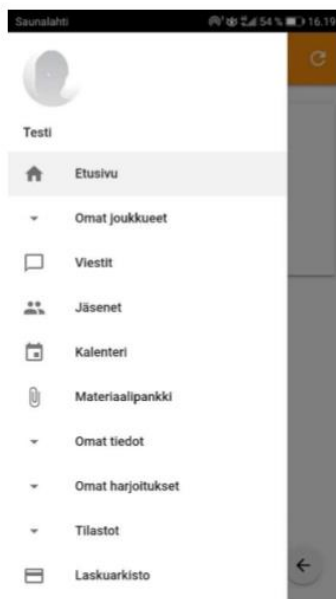 Saunalahti 54 % 16.19
Testi
Etusivu
Omat joukkueet
Viestit
Jäsenet
Kalenteri
Materiaalipankki
Omat tiedot
Omat harjoitukset
Tilastot
Laskuarkisto